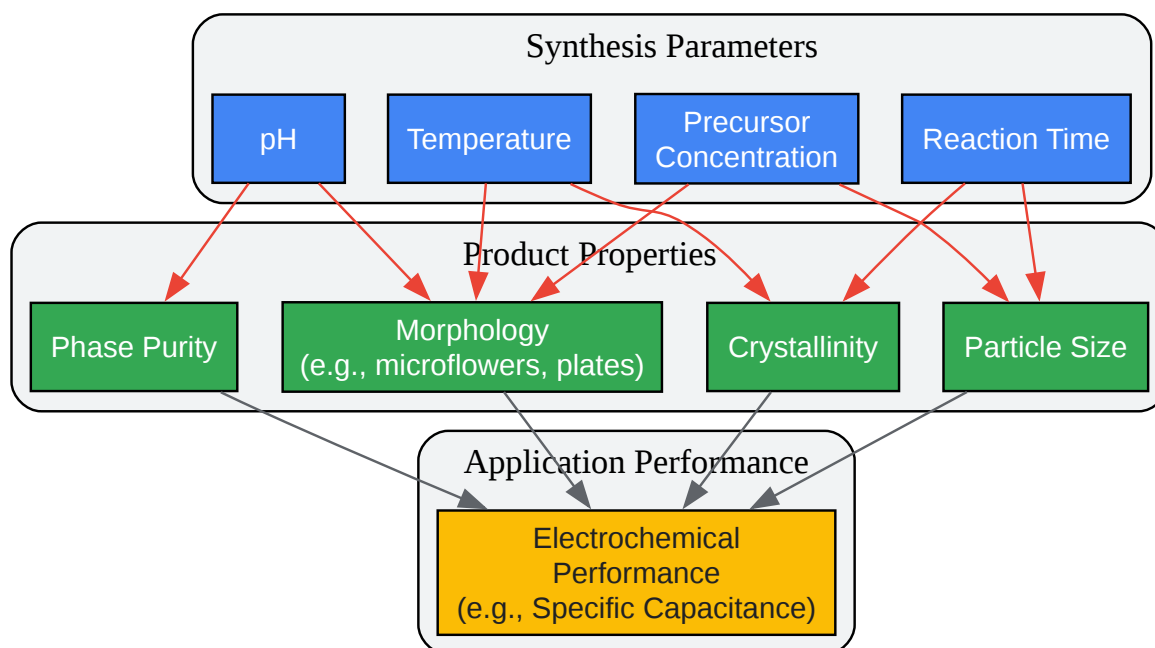 Synthesis Parameters
pH
Temperature
Precursor
Concentration
Reaction Time
Product Properties
Phase Purity
Morphology
(e.g., microflowers, plates)
Crystallinity
Particle Size
Application Performance
Electrochemical
Performance
(e.g., Specific Capacitance)